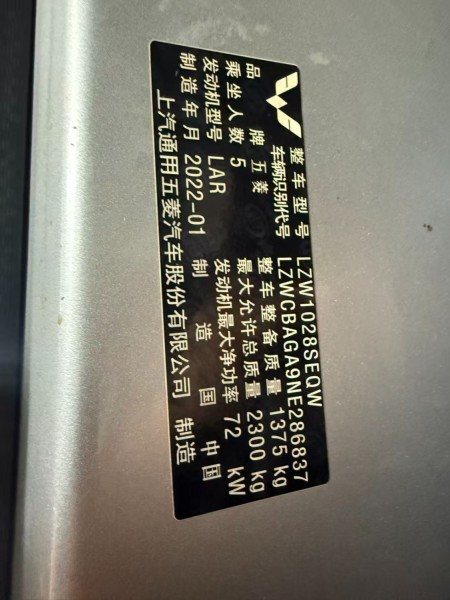 整车型号 LZW1028SEQW
车辆识别代号 LZWCBAGA9NE286837
品牌 五菱 整车整备质量 1375 kg
乘坐人数 5 最大允许总质量 2300 kg
发动机型号 LAR 发动机最大净功率 72 kW
制造年月 2022-01 制造国 中国
上汽通用五菱汽车股份有限公司 制造